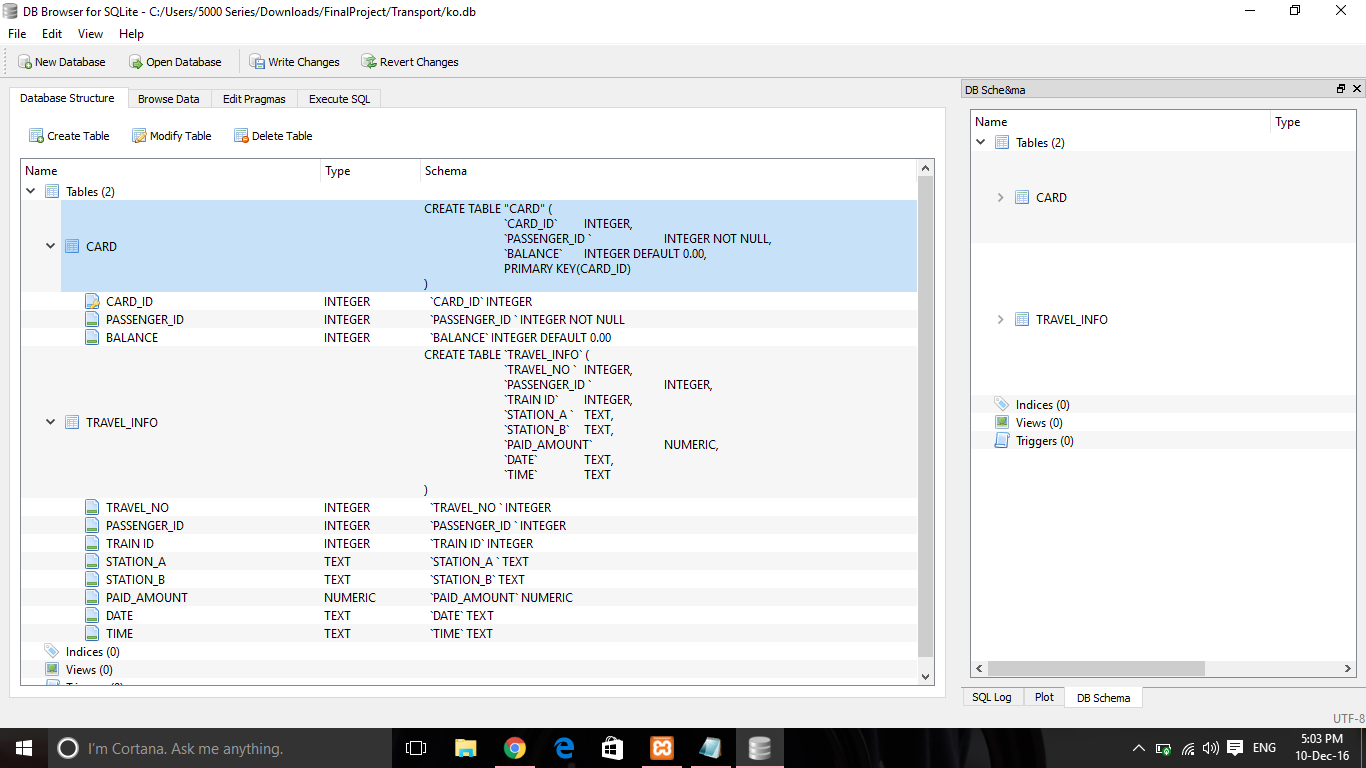 DB Browser for SQLite - C:/Users/5000 Series/Downloads/FinalProject/Transport/ko.db
File Edit View Help
New Database Open Database Write Changes Revert Changes
Database Structure Browse Data Edit Pragmas Execute SQL
Create Table Modify Table Delete Table
Name Type Schema
Tables (2)
CARD
CREATE TABLE "CARD" (
`CARD_ID` INTEGER,
`PASSENGER_ID ` INTEGER NOT NULL,
`BALANCE` INTEGER DEFAULT 0.00,
PRIMARY KEY(CARD_ID)
)
CARD_ID INTEGER `CARD_ID` INTEGER
PASSENGER_ID INTEGER `PASSENGER_ID ` INTEGER NOT NULL
BALANCE INTEGER `BALANCE` INTEGER DEFAULT 0.00
TRAVEL_INFO
CREATE TABLE `TRAVEL_INFO` (
`TRAVEL_NO ` INTEGER,
`PASSENGER_ID ` INTEGER,
`TRAIN ID` INTEGER,
`STATION_A ` TEXT,
`STATION_B` TEXT,
`PAID_AMOUNT` NUMERIC,
`DATE` TEXT,
`TIME` TEXT
)
TRAVEL_NO INTEGER `TRAVEL_NO ` INTEGER
PASSENGER_ID INTEGER `PASSENGER_ID ` INTEGER
TRAIN ID INTEGER `TRAIN ID` INTEGER
STATION_A TEXT `STATION_A ` TEXT
STATION_B TEXT `STATION_B` TEXT
PAID_AMOUNT NUMERIC `PAID_AMOUNT` NUMERIC
DATE TEXT `DATE` TEXT
TIME TEXT `TIME` TEXT
Indices (0)
Views (0)
DB Sche&ma
Name Type
Tables (2)
CARD
TRAVEL_INFO
Indices (0)
Views (0)
Triggers (0)
SQL Log Plot DB Schema
UTF-8
I'm Cortana. Ask me anything.
ENG
5:03 PM
10-Dec-16